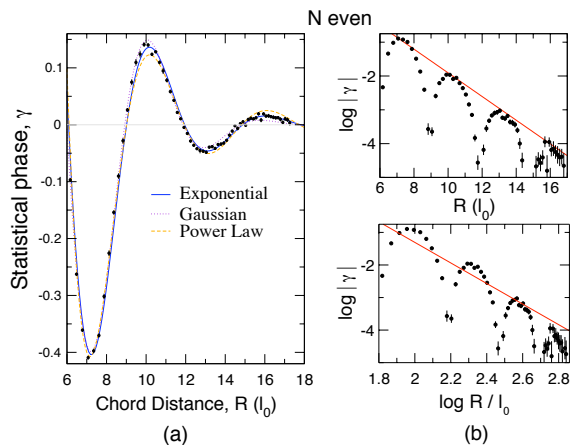 N even
(a)
Statistical phase, γ
0.15
0.1
0
-0.1
-0.2
-0.3
-0.4
Exponential
Gaussian
Power Law
6 8 10 12 14 16 18
Chord Distance, R (l0)
(a)
(b)
log |γ|
-2
-4
6 8 10 12 14 16
R (l0)
log |γ|
-2
-4
1.8 2 2.2 2.4 2.6 2.8
log R / l0
(b)